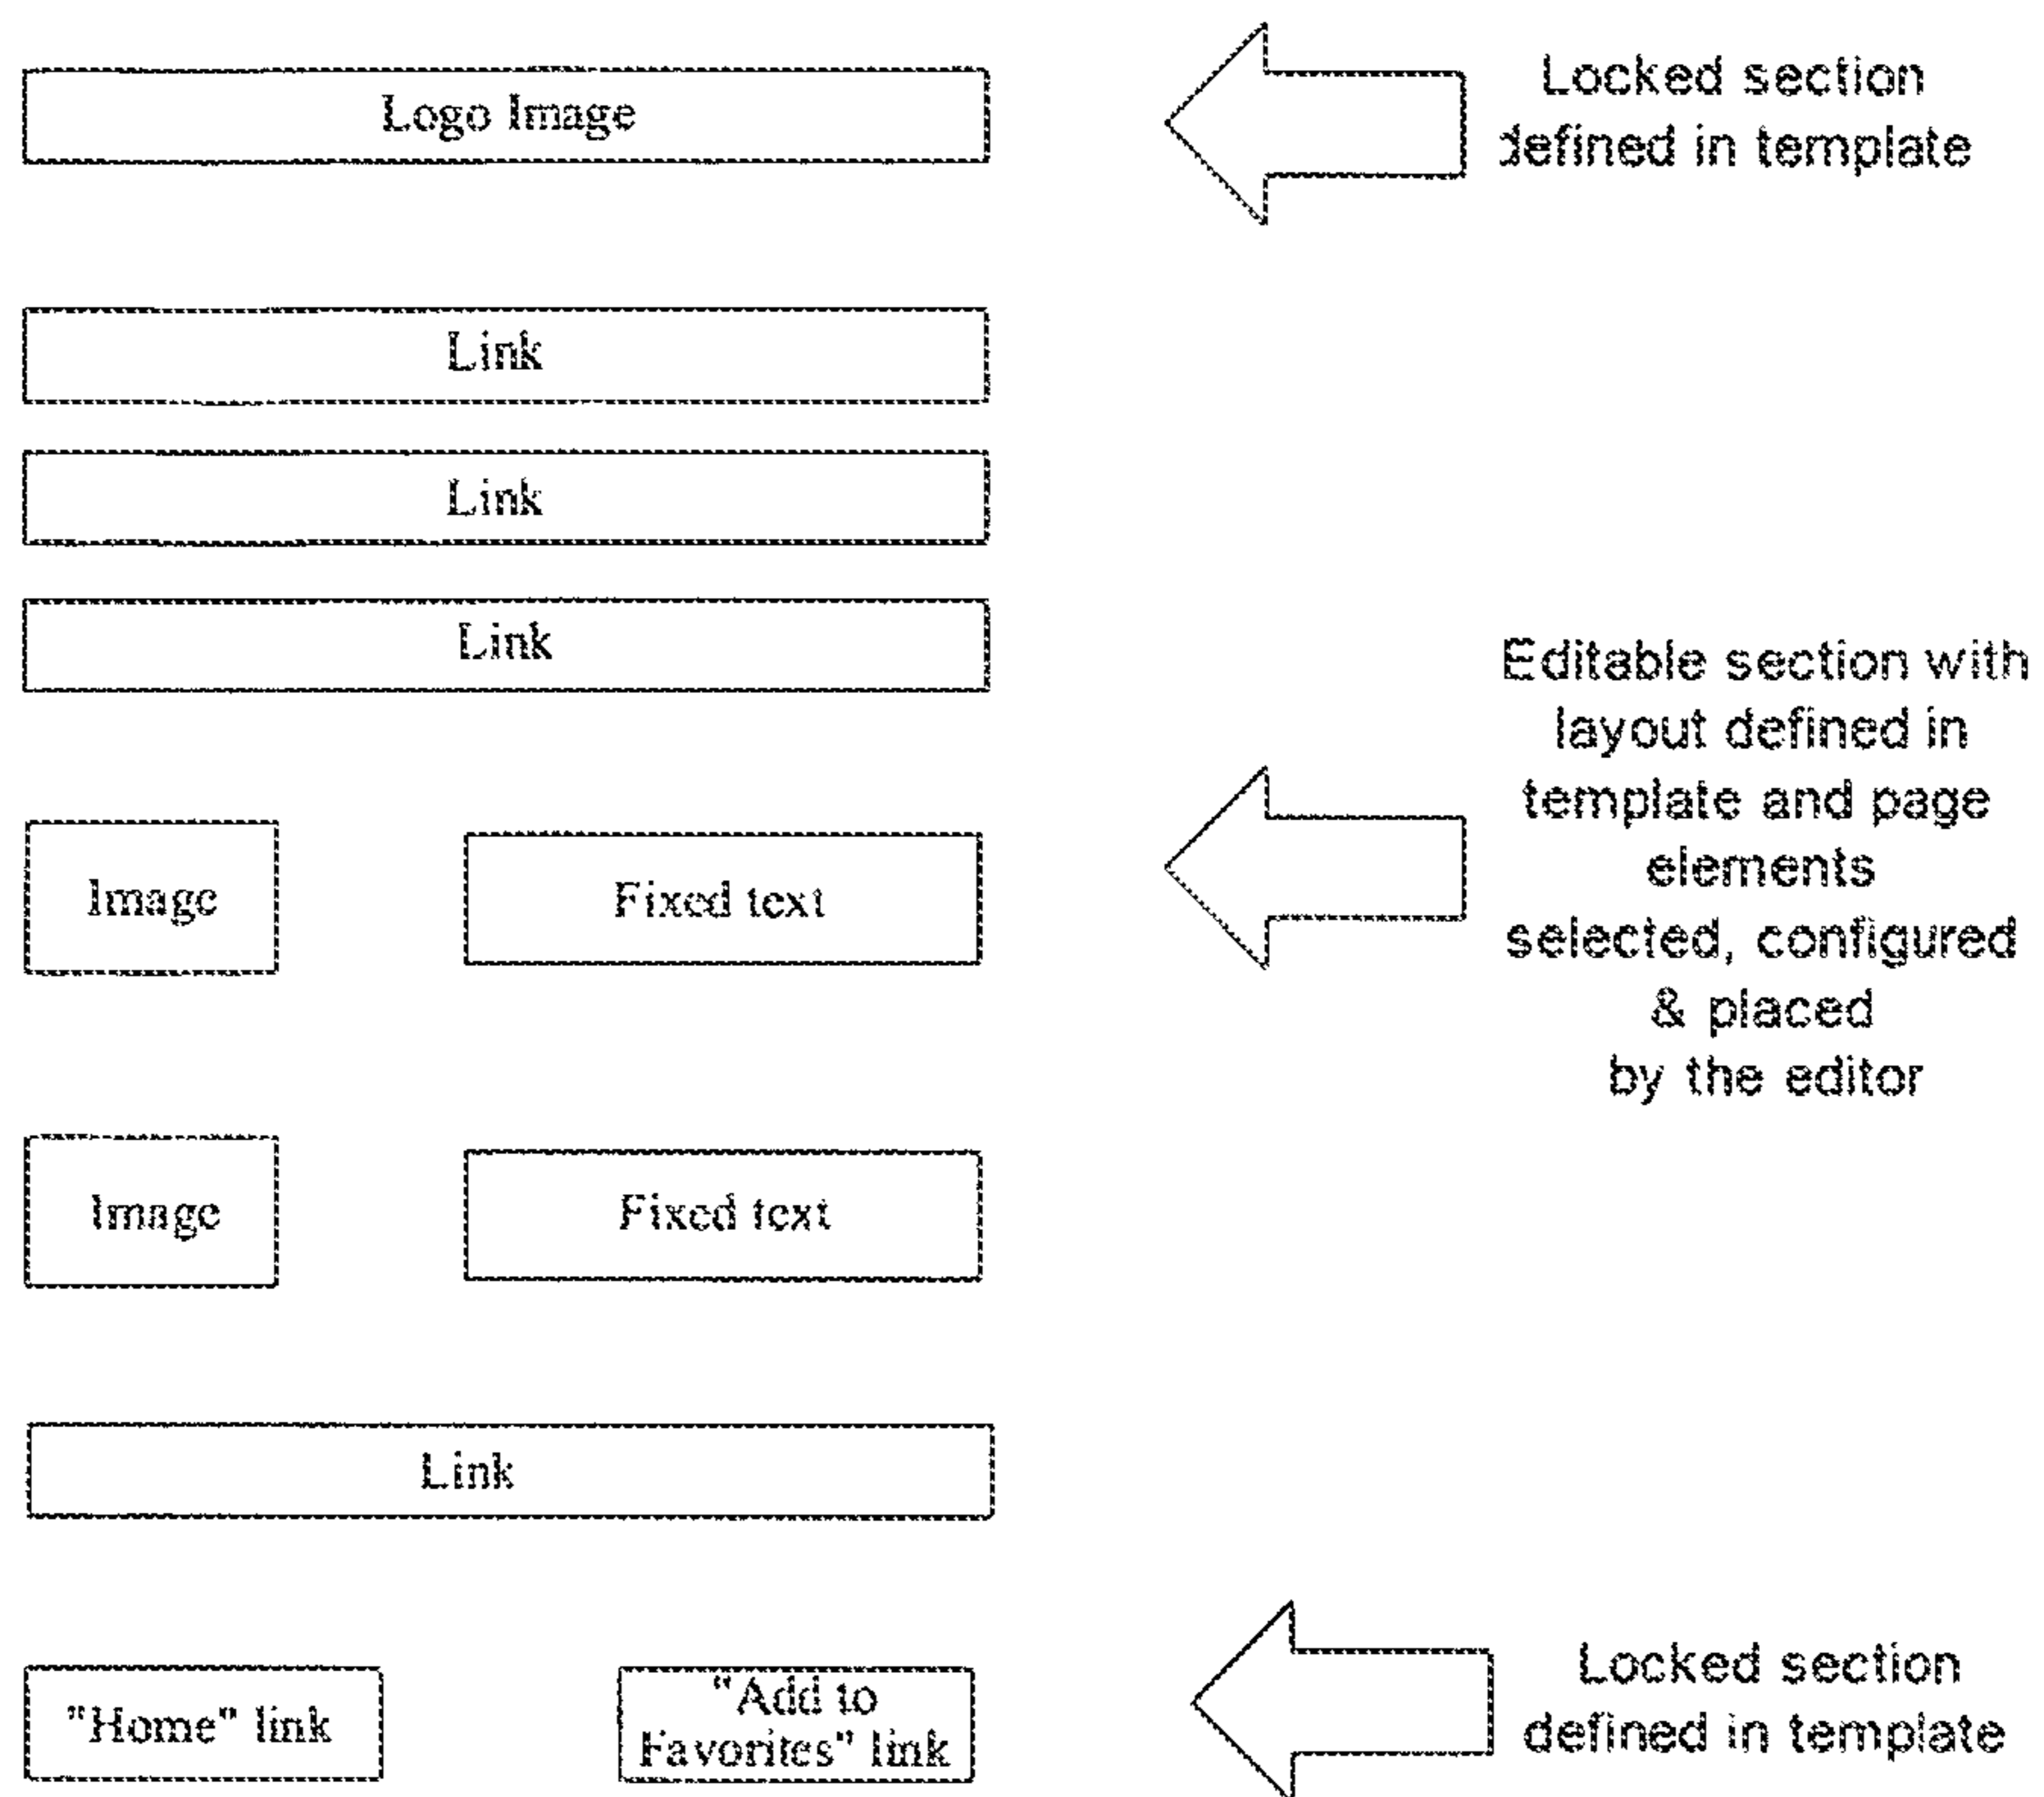 Logo Image
Locked section
defined in template
Link
Link
Link
Editable section with
layout defined in
template and page
elements
selected, configured
& placed
by the editor
Image
Fixed text
Image
Fixed text
Link
"Home" link
"Add to
Favorites" link
Locked section
defined in template